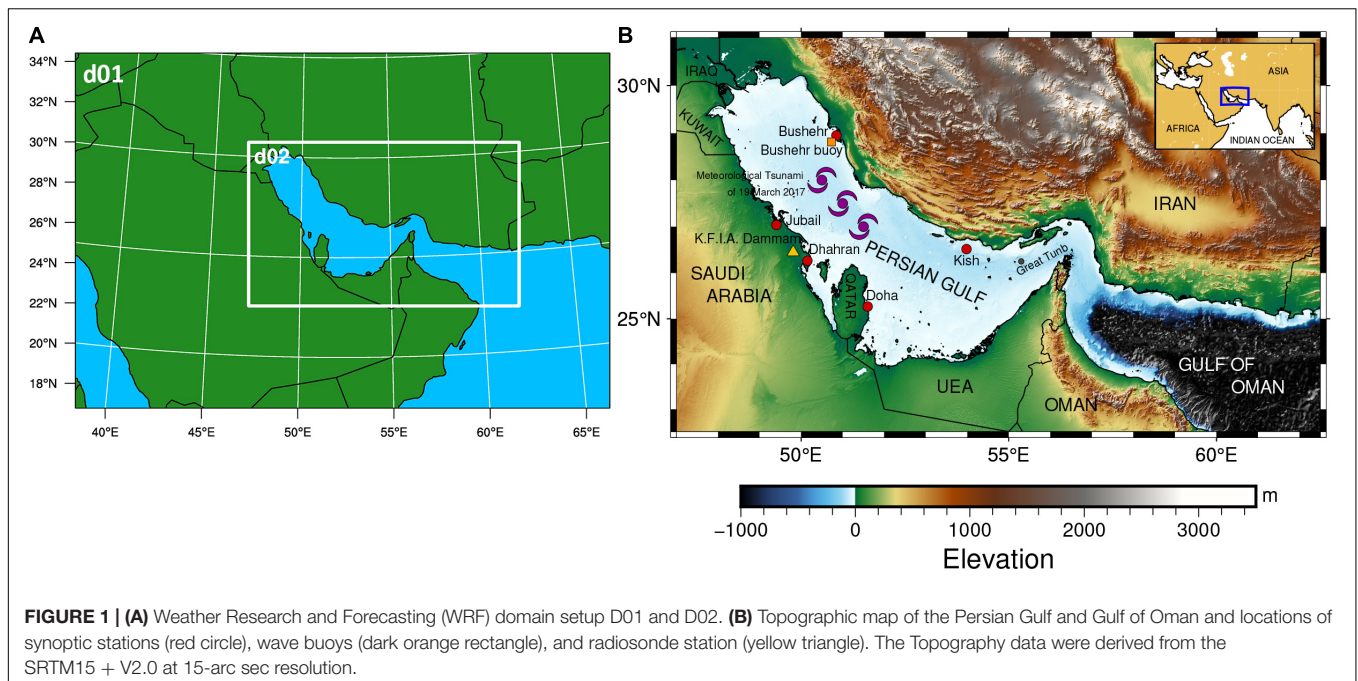 A
d01
d02
34°N
32°N
30°N
28°N
26°N
24°N
22°N
20°N
18°N
40°E
45°E
50°E
55°E
60°E
65°E
B
30°N
25°N
50°E
55°E
60°E
IRAQ
KUWAIT
Bushehr
Bushehr buoy
Meteorological Tsunami
of 19 March 2017
Jubail
K.F.I.A. Dammam
Dhahran
SAUDI
ARABIA
QATAR
Doha
PERSIAN GULF
Kish
Great Tunb
IRAN
UEA
OMAN
GULF OF
OMAN
ASIA
AFRICA
INDIAN OCEAN
m
−1000
0
1000
2000
3000
Elevation
FIGURE 1 | (A) Weather Research and Forecasting (WRF) domain setup D01 and D02. (B) Topographic map of the Persian Gulf and Gulf of Oman and locations of
synoptic stations (red circle), wave buoys (dark orange rectangle), and radiosonde station (yellow triangle). The Topography data were derived from the
SRTM15 + V2.0 at 15-arc sec resolution.